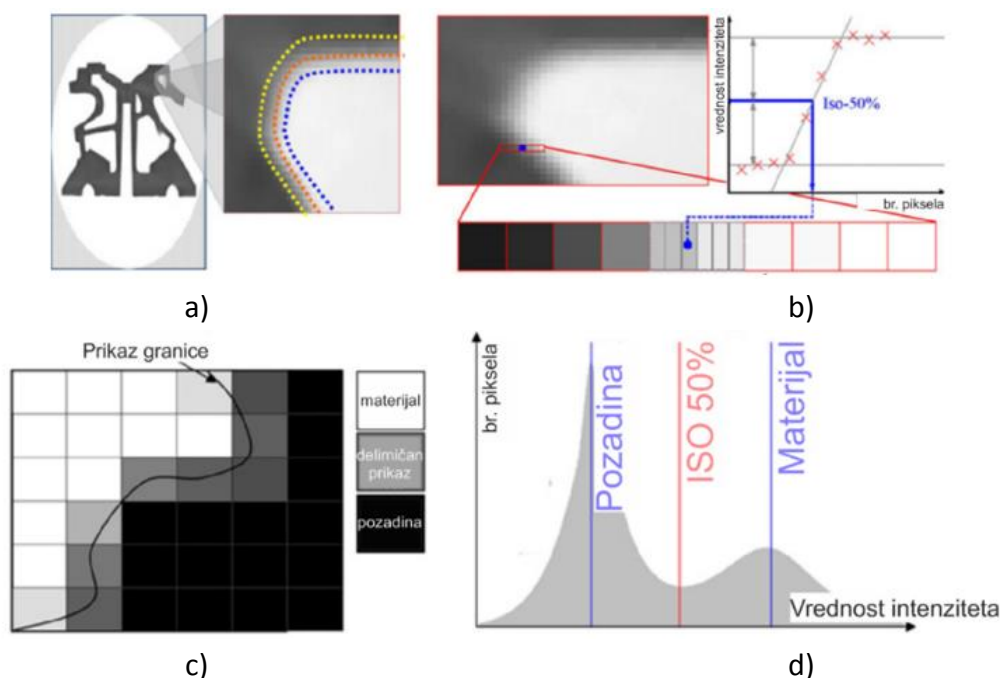 vrednost intenziteta
Iso-50%
br. piksela
a)
b)
Prikaz granice
materijal
delimičan
prikaz
pozadina
br. piksela
Pozadina
ISO 50%
Materijal
Vrednost intenziteta
c)
d)